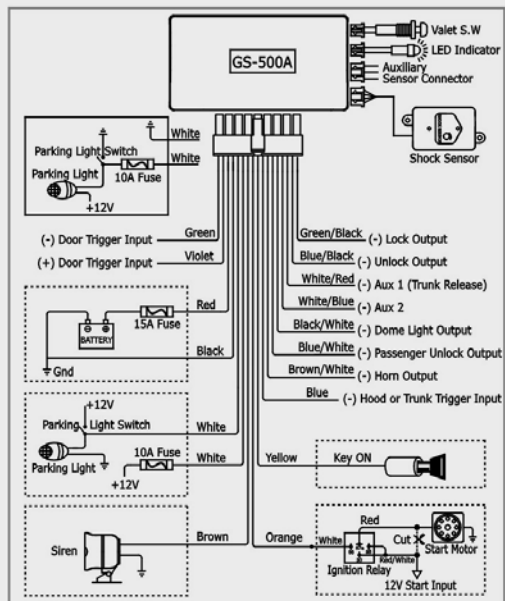 GS-500A
Valet S.W
LED Indicator
Auxiliary
Sensor Connector
Shock Sensor
White
Parking Light Switch
White
Parking Light
10A Fuse
+12V
(-) Door Trigger Input
Green
(+) Door Trigger Input
Violet
Red
15A Fuse
BATTERY
Black
Gnd
+12V
Parking Light Switch
White
10A Fuse
White
Parking Light
+12V
Siren
Brown
Green/Black
(-) Lock Output
Blue/Black
(-) Unlock Output
White/Red
(-) Aux 1 (Trunk Release)
White/Blue
(-) Aux 2
Black/White
(-) Dome Light Output
Blue/White
(-) Passenger Unlock Output
Brown/White
(-) Horn Output
Blue
(-) Hood or Trunk Trigger Input
Yellow
Key ON
Orange
White
Red
Cut
Start Motor
Red/White
Ignition Relay
12V Start Input